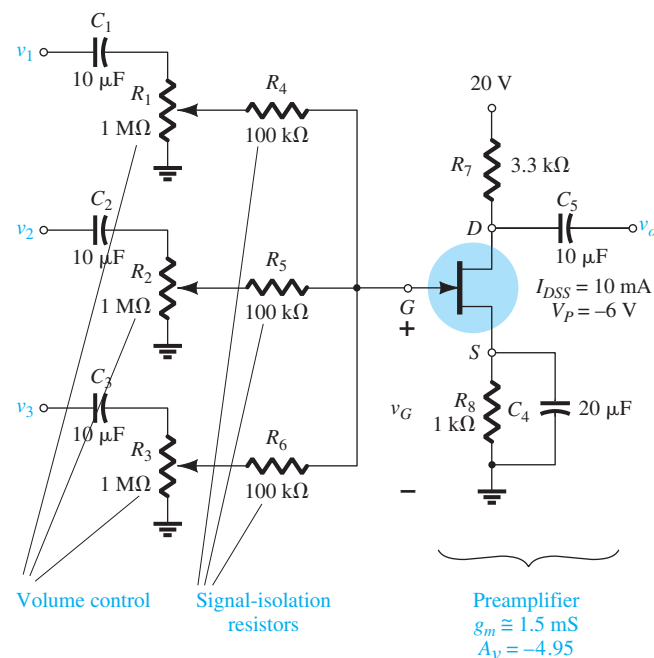 C1
v1
10 μF
R1
1 MΩ
R4
100 kΩ
20 V
R7
3.3 kΩ
C2
v2
10 μF
R2
1 MΩ
R5
100 kΩ
D
C5
vo
10 μF
IDSS = 10 mA
VP = –6 V
G
+
S
C3
v3
10 μF
R3
1 MΩ
R6
100 kΩ
vG
R8
1 kΩ
C4
20 μF
–
Volume control
Signal-isolation
resistors
Preamplifier
gm ≅ 1.5 mS
Av = –4.95